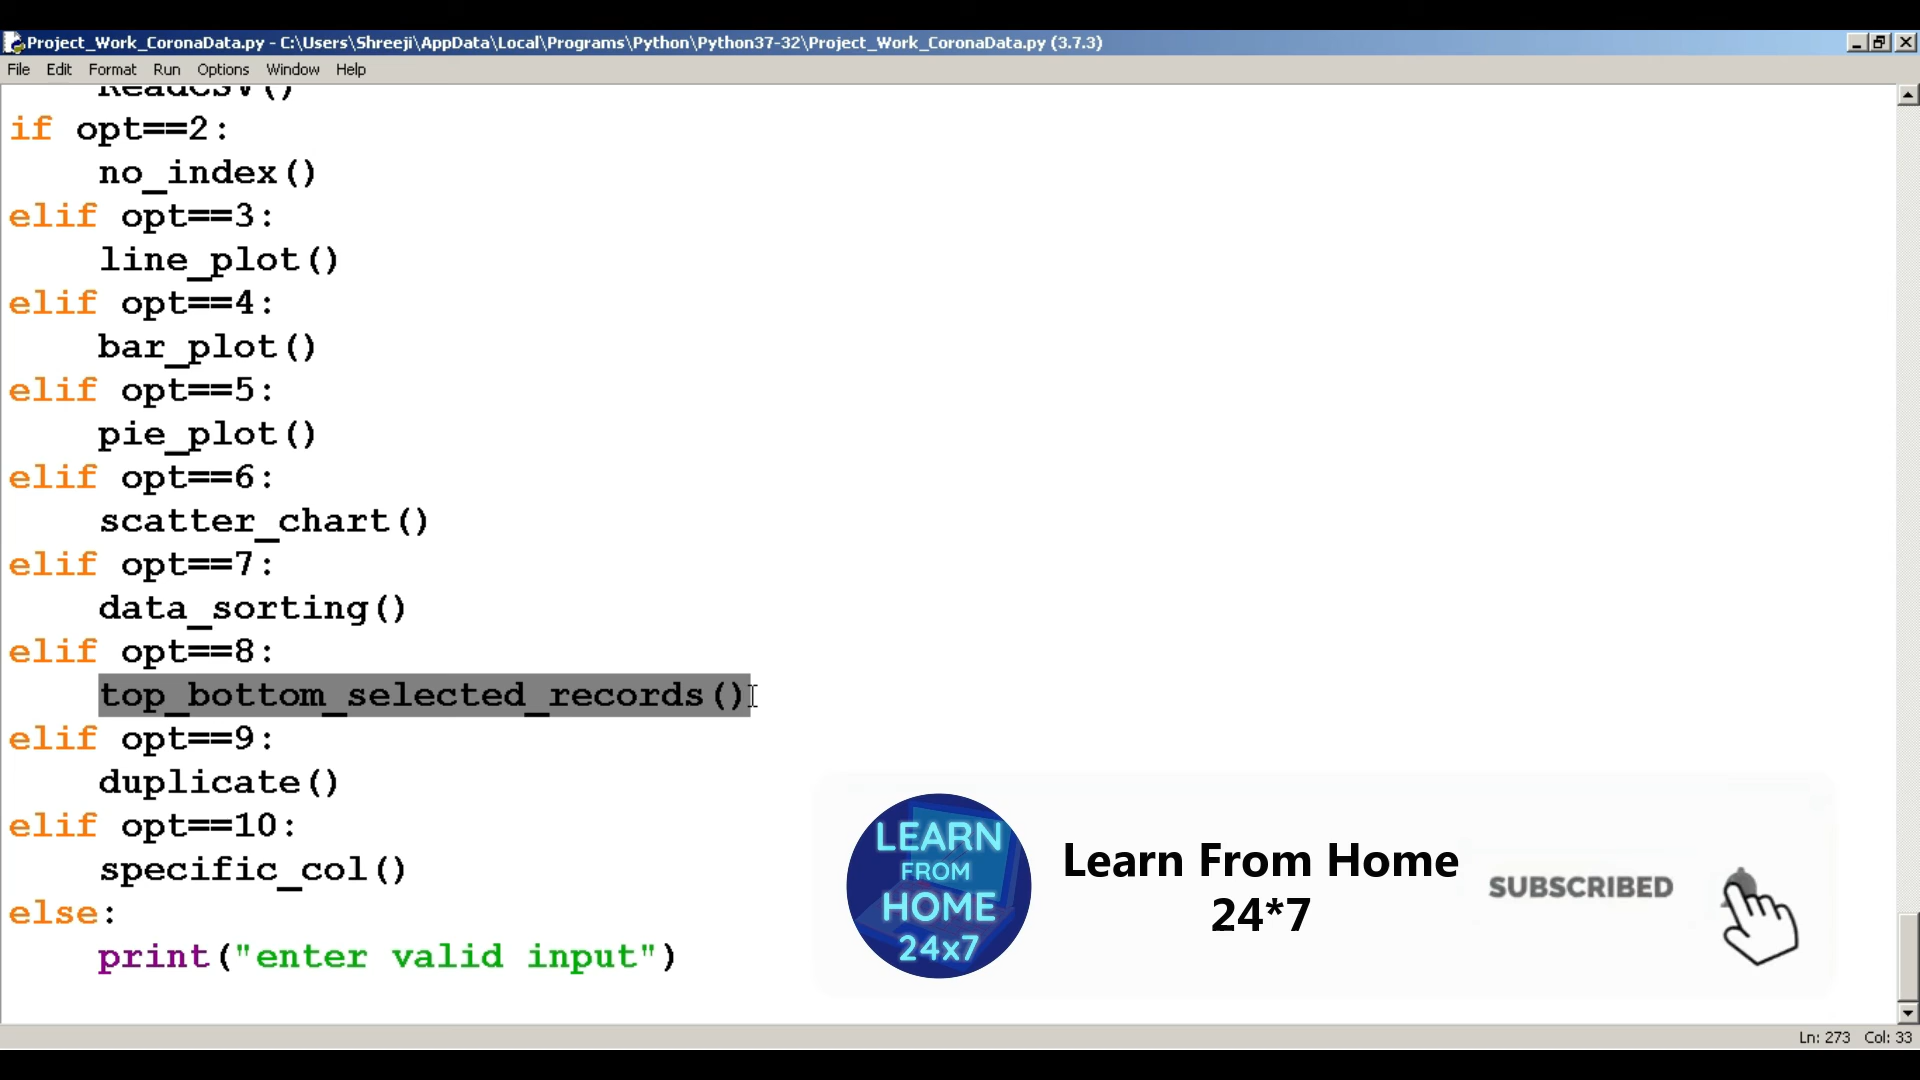 Project_Work_CoronaData.py - C:\Users\Shreeji\AppData\Local\Programs\Python\Python37-32\Project_Work_CoronaData.py (3.7.3)
File Edit Format Run Options Window Help
ReadCSV()
if opt==2:
no_index()
elif opt==3:
line_plot()
elif opt==4:
bar_plot()
elif opt==5:
pie_plot()
elif opt==6:
scatter_chart()
elif opt==7:
data_sorting()
elif opt==8:
top_bottom_selected_records()
elif opt==9:
duplicate()
elif opt==10:
specific_col()
else:
print("enter valid input")
LEARN
FROM
HOME
24x7
Learn From Home
24*7
SUBSCRIBED
Ln: 273 Col: 33